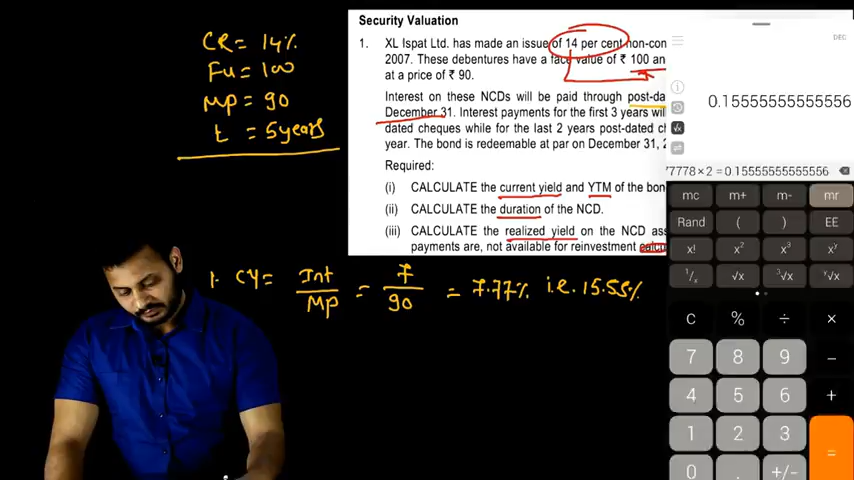 CR = 14%
Fu = 100
MP = 90
t = 5 years
Security Valuation
1. XL Ispat Ltd. has made an issue of 14 per cent non-con
2007. These debentures have a face value of ₹ 100 an
at a price of ₹ 90.
Interest on these NCDs will be paid through post-da
December 31. Interest payments for the first 3 years wil
dated cheques while for the last 2 years post-dated ch
year. The bond is redeemable at par on December 31, 2
Required:
(i) CALCULATE the current yield and YTM of the bon
(ii) CALCULATE the duration of the NCD.
(iii) CALCULATE the realized yield on the NCD ass
payments are, not available for reinvestment calcu
1. CY = Int/MP = 7/90 = 7.77% i.e. 15.55%
DEC
0.15555555555556
77778×2=0.15555555555556
mc m+ m- mr
Rand ( ) EE
x! x² x³ xʸ
¹/x √x ³√x ʸ√x
C % ÷ ×
7 8 9 −
4 5 6 +
1 2 3 =
0 . +/-